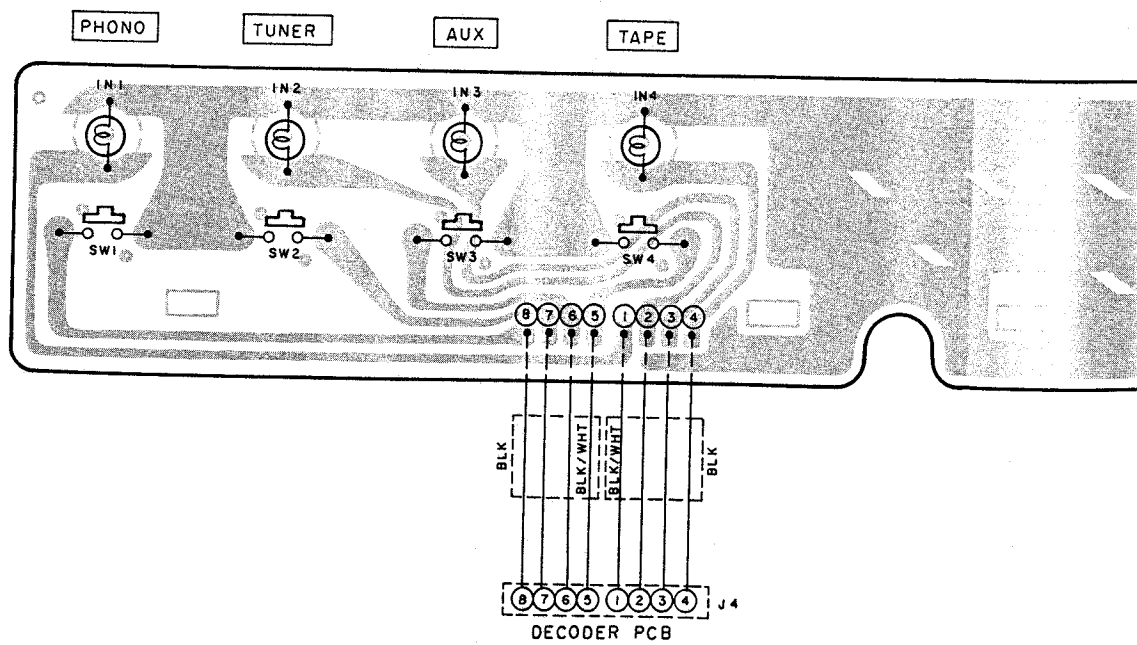 PHONO TUNER AUX TAPE
IN1 IN2 IN3 IN4
SW1 SW2 SW3 SW4
8 7 6 5 1 2 3 4
BLK BLK/WHT BLK/WHT BLK
8 7 6 5 1 2 3 4 J4
DECODER PCB